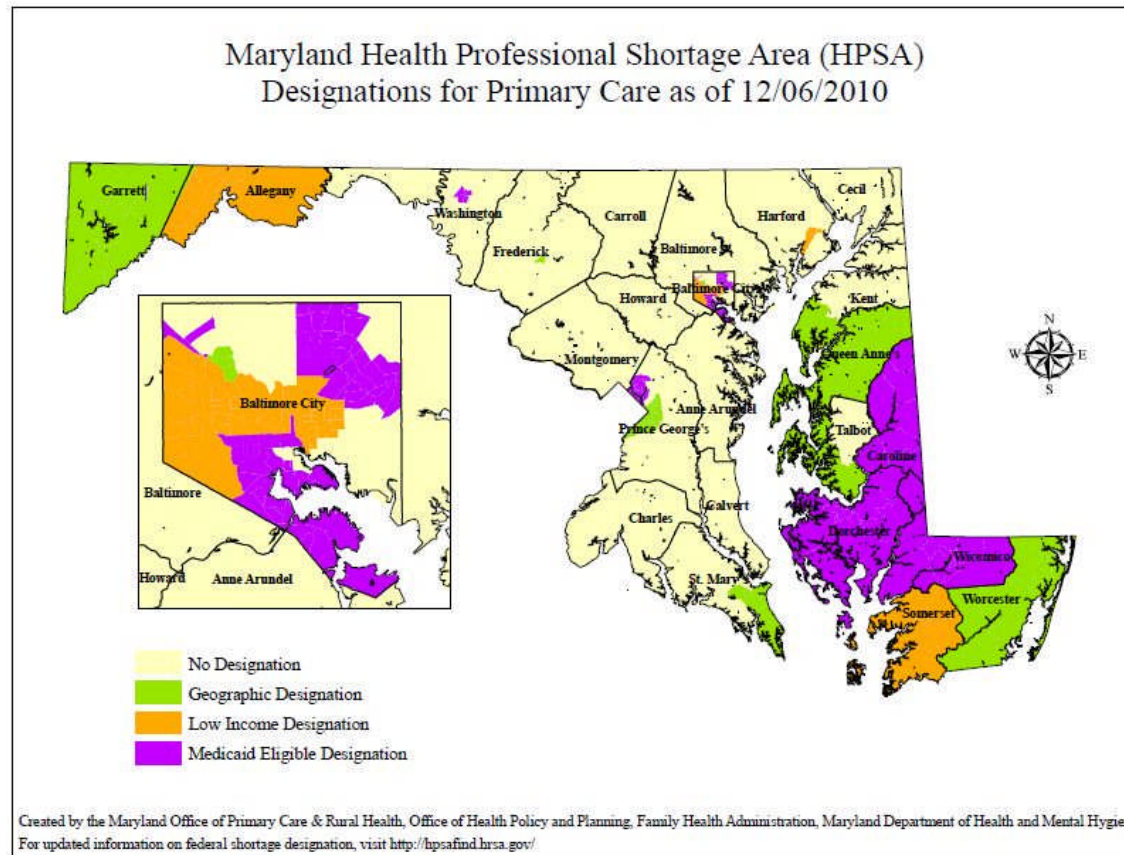 Maryland Health Professional Shortage Area (HPSA)
Designations for Primary Care as of 12/06/2010
Garrett
Allegany
Washington
Frederick
Carroll
Baltimore
Harford
Cecil
Baltimore City
Howard
Kent
Montgomery
Queen Anne's
Anne Arundel
Prince George's
Talbot
Caroline
Calvert
Charles
Dorchester
St. Mary
Wicomico
Somerset
Worcester
N
W
E
S
Baltimore City
Baltimore
Howard
Anne Arundel
No Designation
Geographic Designation
Low Income Designation
Medicaid Eligible Designation
Created by the Maryland Office of Primary Care & Rural Health, Office of Health Policy and Planning, Family Health Administration, Maryland Department of Health and Mental Hygie
For updated information on federal shortage designation, visit http://hpsafind.hrsa.gov/